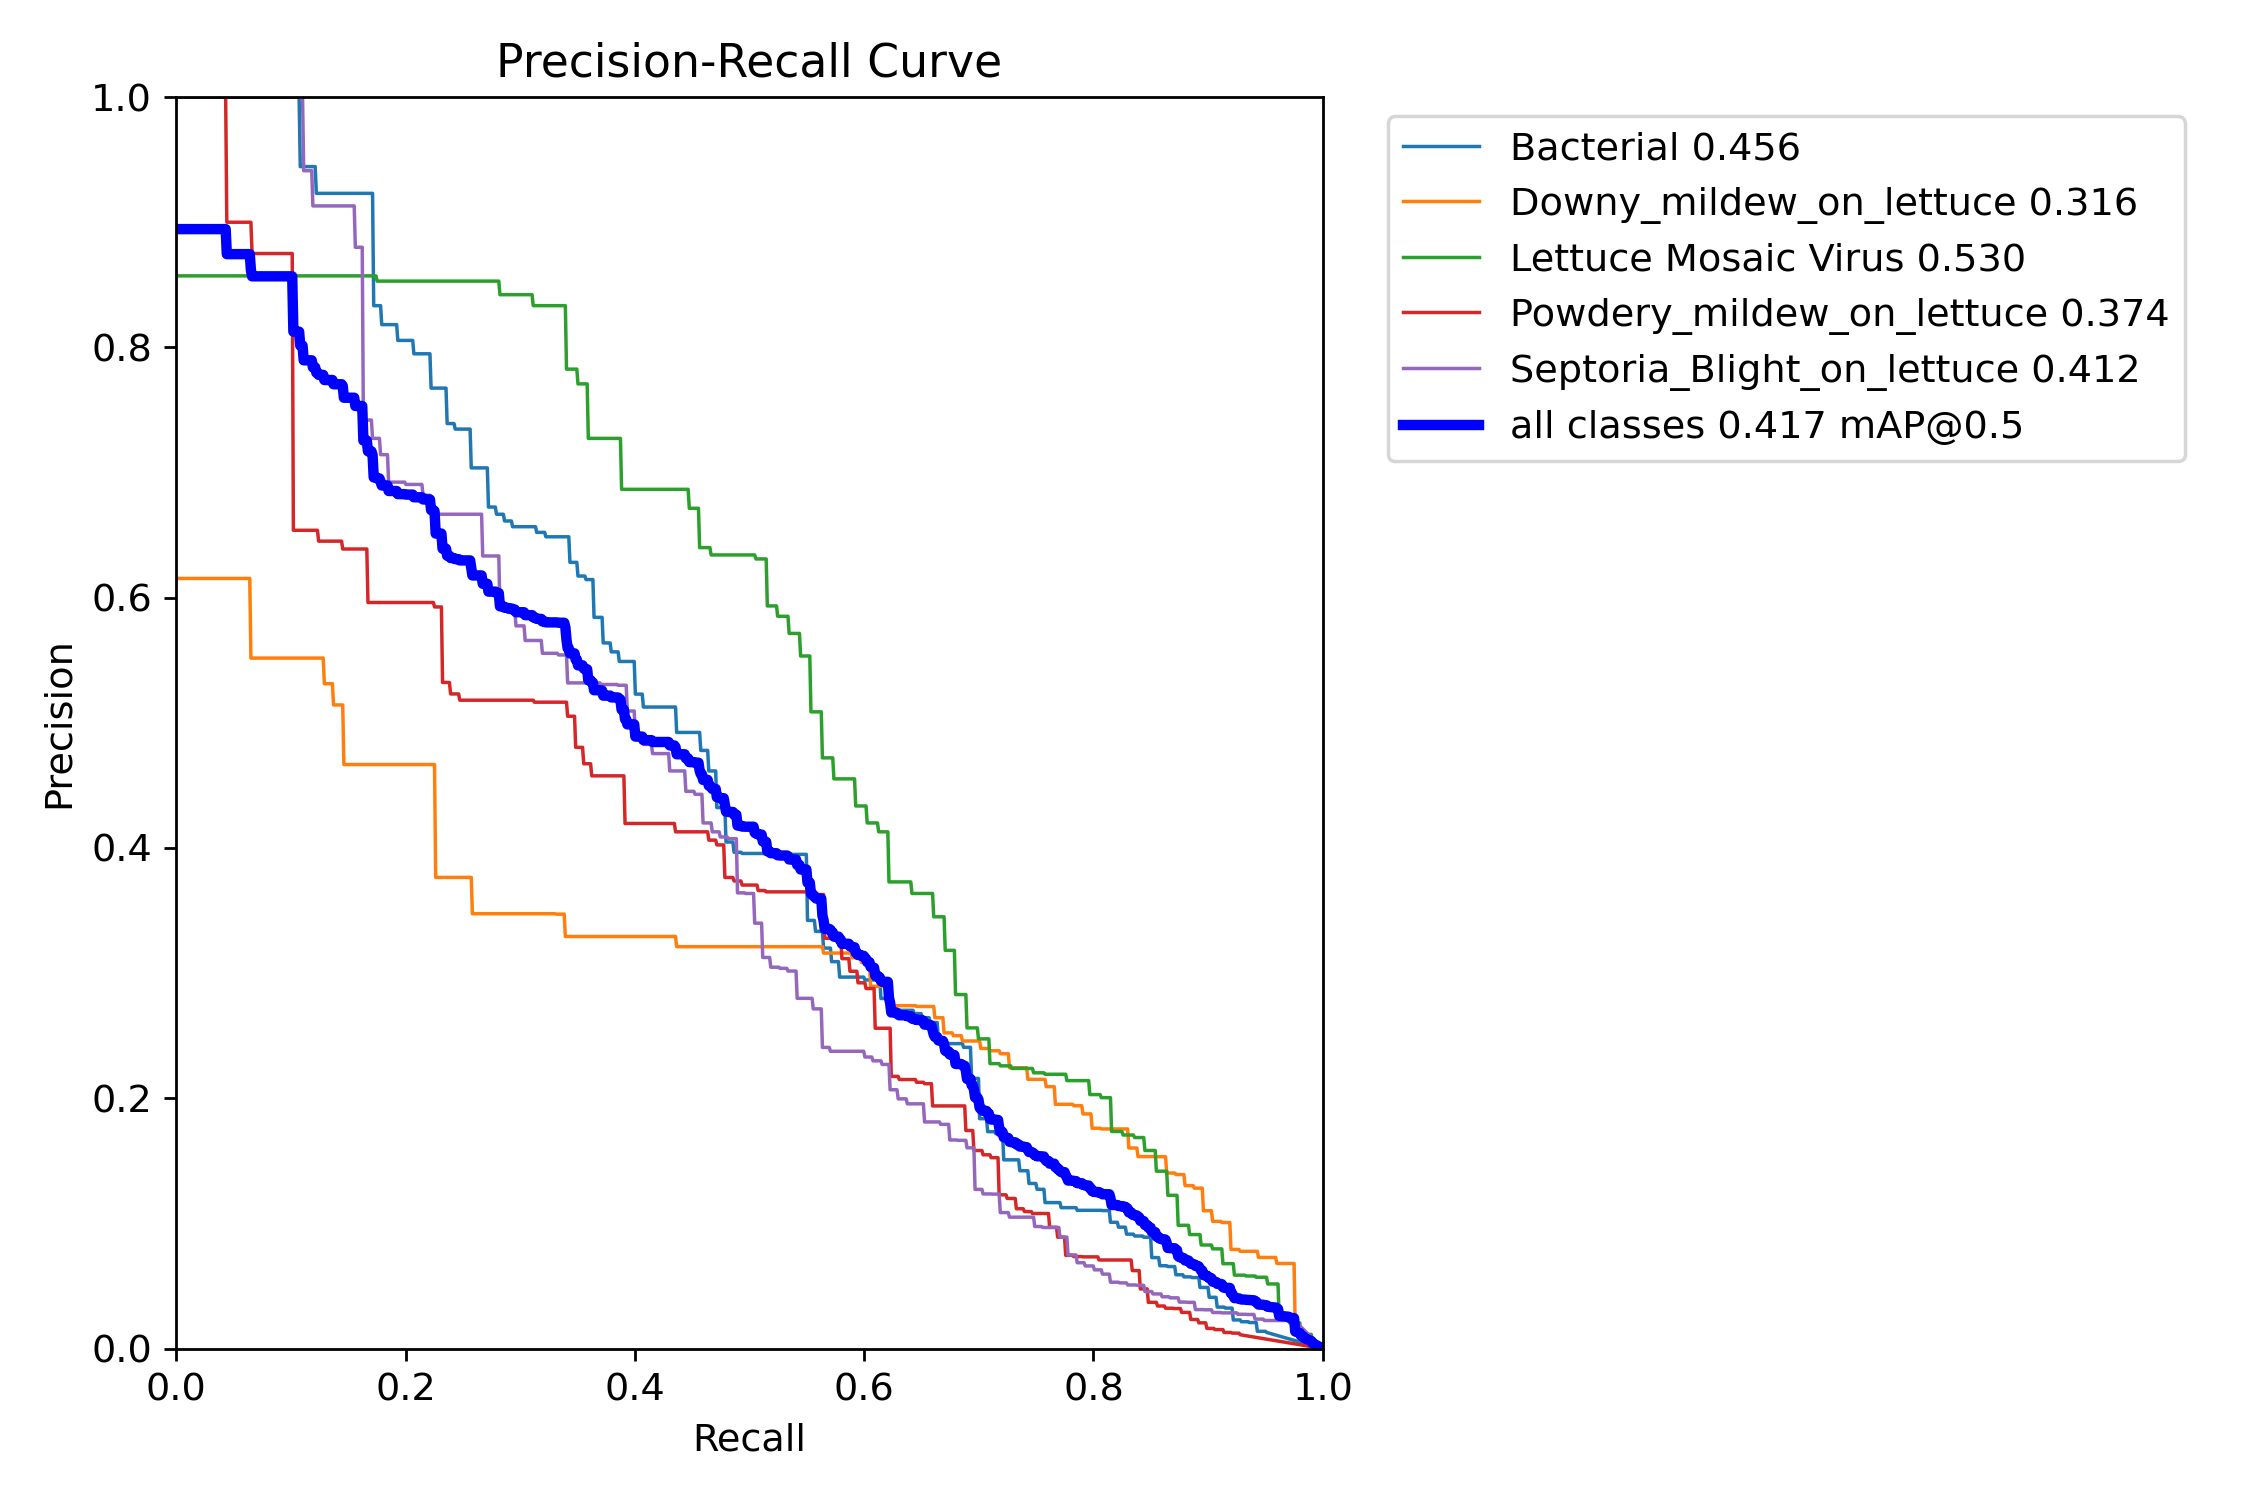 Precision-Recall Curve
1.0
0.8
0.6
0.4
0.2
0.0
Precision
0.0 0.2 0.4 0.6 0.8 1.0
Recall
Bacterial 0.456
Downy_mildew_on_lettuce 0.316
Lettuce Mosaic Virus 0.530
Powdery_mildew_on_lettuce 0.374
Septoria_Blight_on_lettuce 0.412
all classes 0.417 mAP@0.5